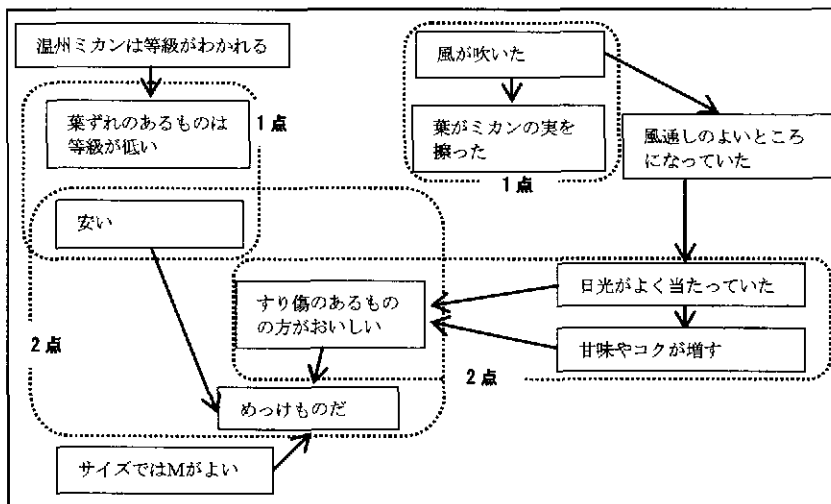 温州ミカンは等級がわかれる
葉ずれのあるものは
等級が低い
1点
安い
風が吹いた
葉がミカンの実を
擦った
1点
風通しのよいところ
になっていた
日光がよく当たっていた
甘味やコクが増す
すり傷のあるもの
の方がおいしい
2点
2点
めっけものだ
サイズではMがよい